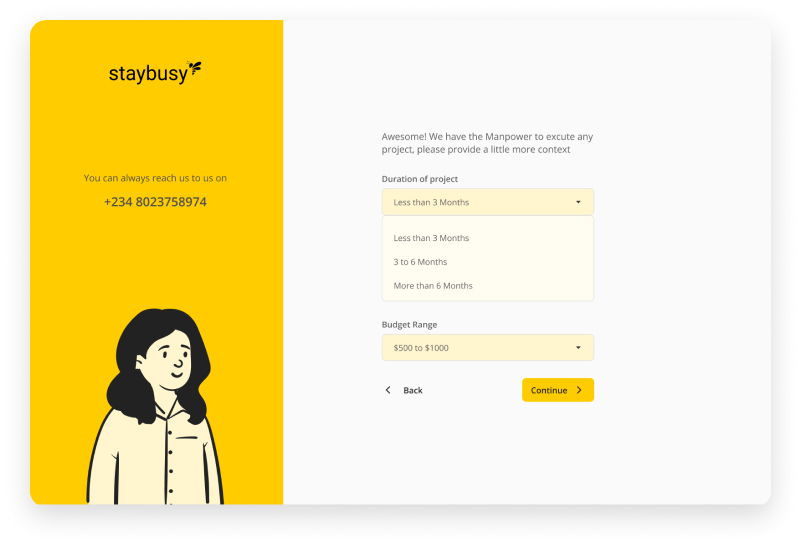 staybusy
You can always reach us to us on
+234 8023758974
Awesome! We have the Manpower to excute any
project, please provide a little more context
Duration of project
Less than 3 Months
Less than 3 Months
3 to 6 Months
More than 6 Months
Budget Range
$500 to $1000
Back
Continue